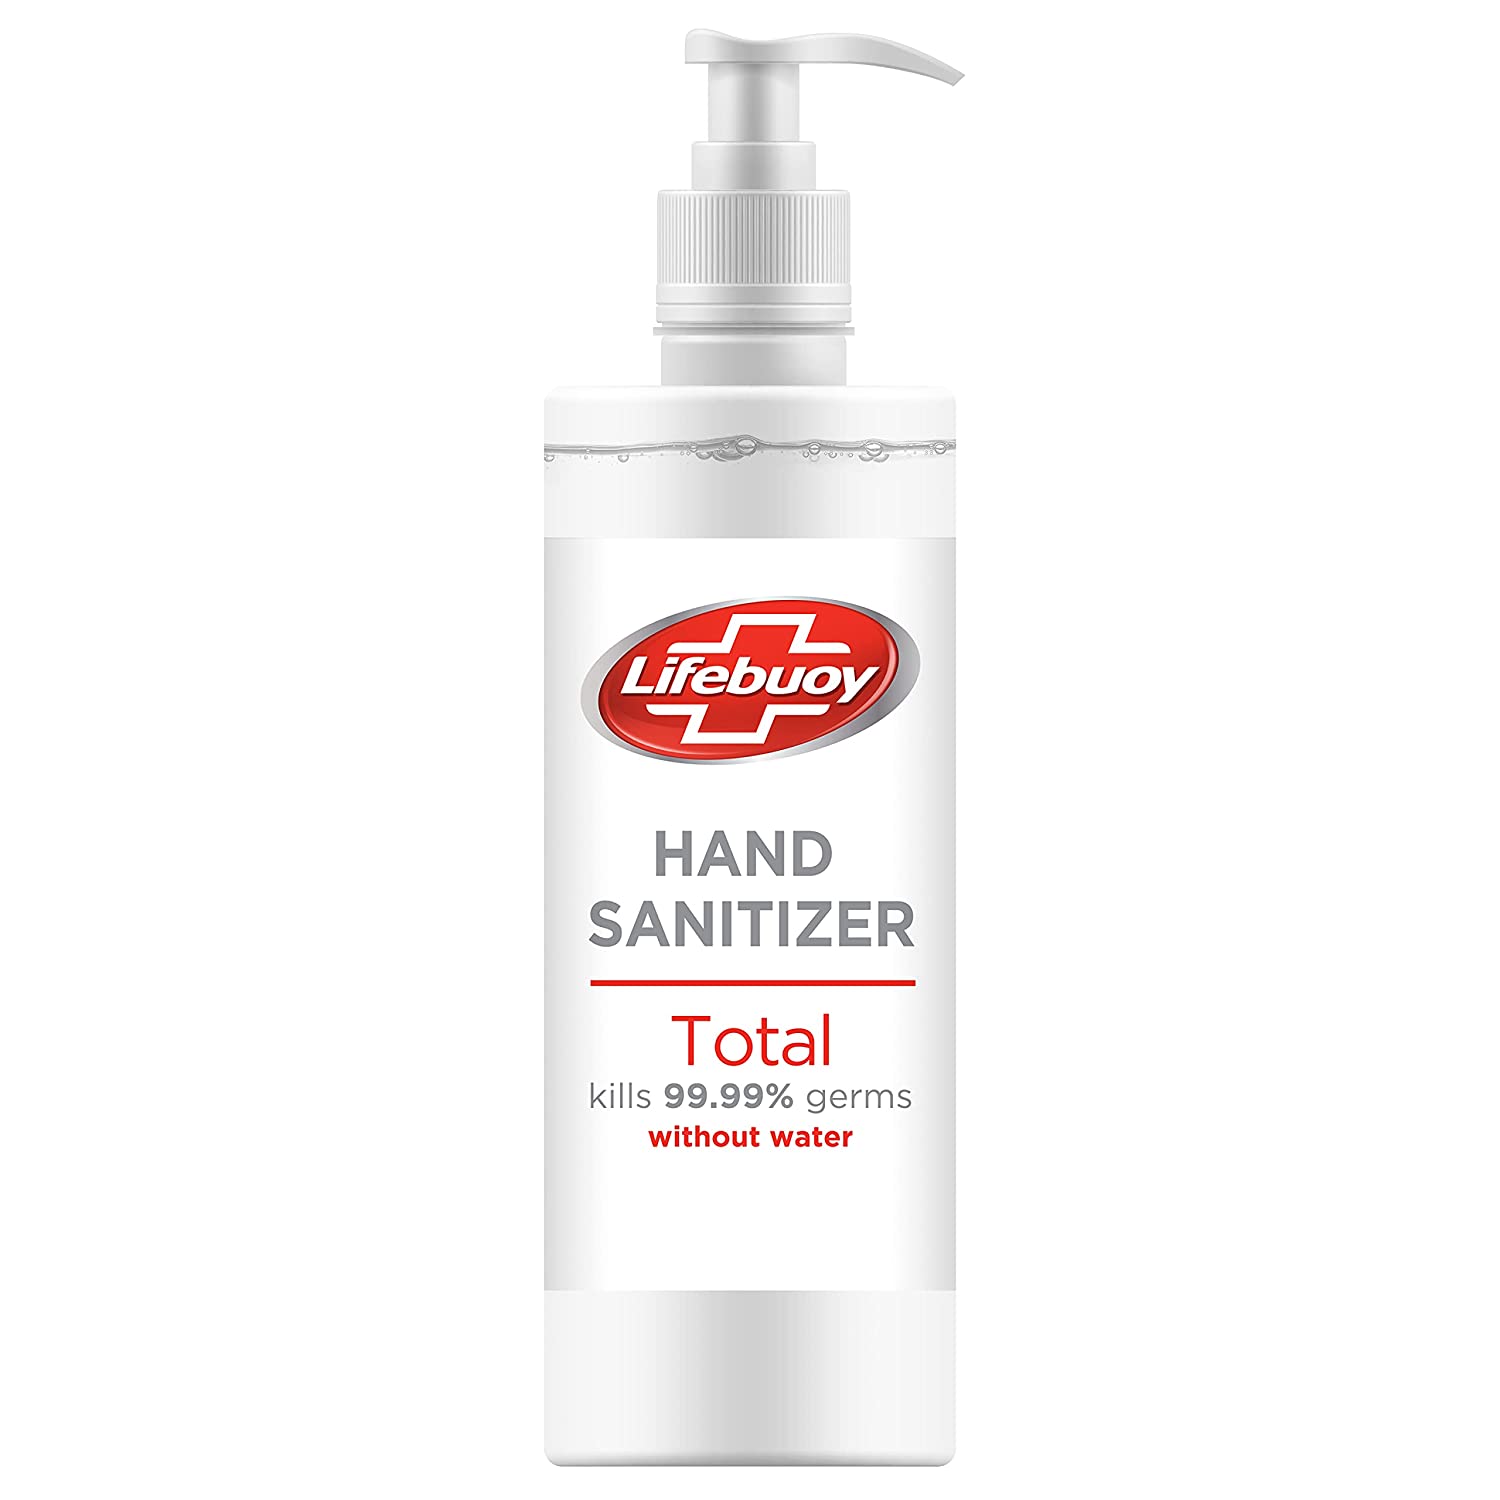 Lifebuoy
HAND
SANITIZER
Total
kills 99.99% germs
without water